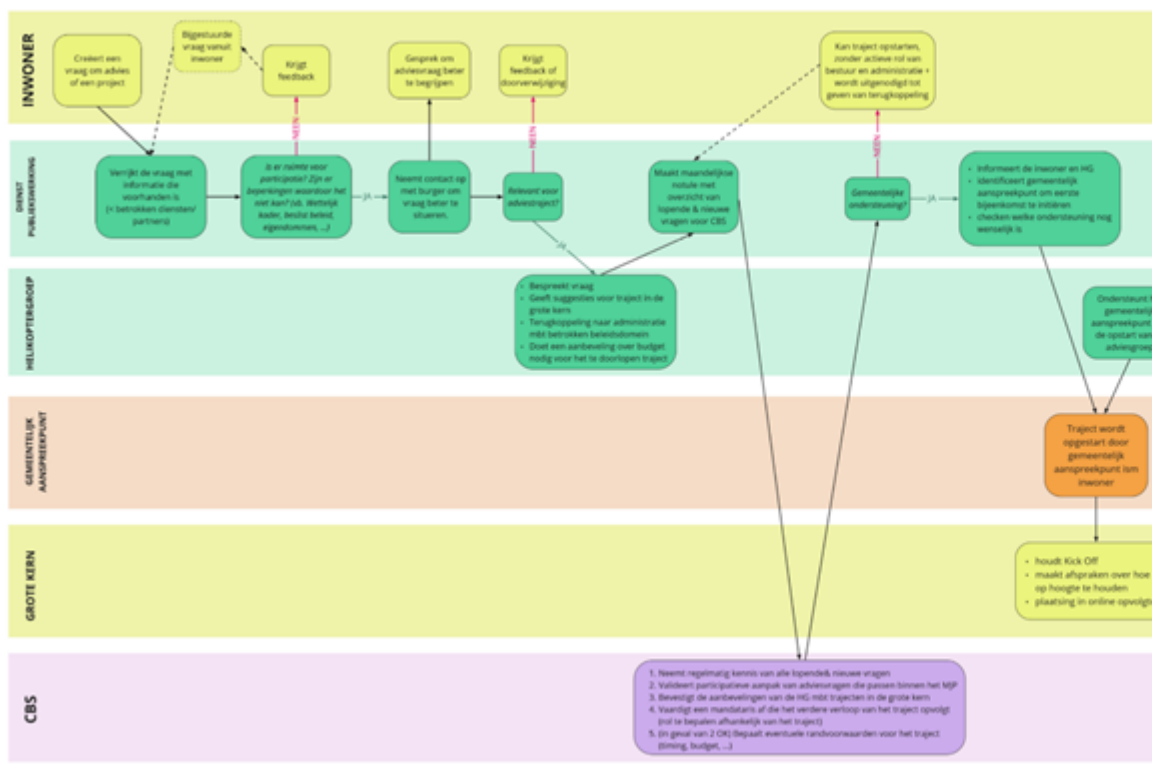 INWONER
Creëert een
vraag om advies
of een project
Bijgestuurde
vraag vanuit
inwoner
Krijgt
feedback
Gesprek om
adviesvraag beter
te begrijpen
Krijgt
feedback of
doorverwijziging
Kan traject opstarten,
zonder actieve rol van
bestuur en administratie +
wordt uitgenodigd tot
geven van terugkoppeling
NEEN
NEEN
NEEN
DIENST
PUBLIEKSWERKING
Verrijkt de vraag met
informatie die
voorhanden is
(< betrokken diensten/
partners)
Is er ruimte voor
participatie? Zijn er
beperkingen waardoor het
niet kan? (vb. Wettelijk
kader, beslist beleid,
eigendommen, ...)
JA
Neemt contact op
met burger om
vraag beter te
situeren.
Relevant voor
adviestraject?
JA
Maakt maandelijkse
notule met
overzicht van
lopende & nieuwe
vragen voor CBS
Gemeentelijke
ondersteuning?
JA
• Informeert de inwoner en HG
• identificeert gemeentelijk
aanspreekpunt om eerste
bijeenkomst te initiëren
• checken welke ondersteuning nog
wenselijk is
HELIKOPTERGROEP
• Bespreekt vraag
• Geeft suggesties voor traject in de
grote kern
• Terugkoppeling naar administratie
mbt betrokken beleidsdomein
• Doet een aanbeveling over budget
nodig voor het te doorlopen traject
Ondersteunt
gemeentelijk
aanspreekpunt
de opstart van
adviesgroep
GEMEENTELIJK
AANSPREEKPUNT
Traject wordt
opgestart door
gemeentelijk
aanspreekpunt ism
inwoner
GROTE KERN
• houdt Kick Off
• maakt afspraken over hoe
op hoogte te houden
• plaatsing in online
CBS
1. Neemt regelmatig kennis van alle lopende& nieuwe vragen
2. Valideert participatieve aanpak van adviesvragen die passen binnen het MJP
3. Bevestigt de aanbevelingen van de HG mbt trajecten in de grote kern
4. Vaardigt een mandataris af die het verdere verloop van het traject opvolgt
(rol te bepalen afhankelijk van het traject)
5. (in geval van 2 OK) Bepaalt eventuele randvoorwaarden voor het traject
(timing, budget, ...)